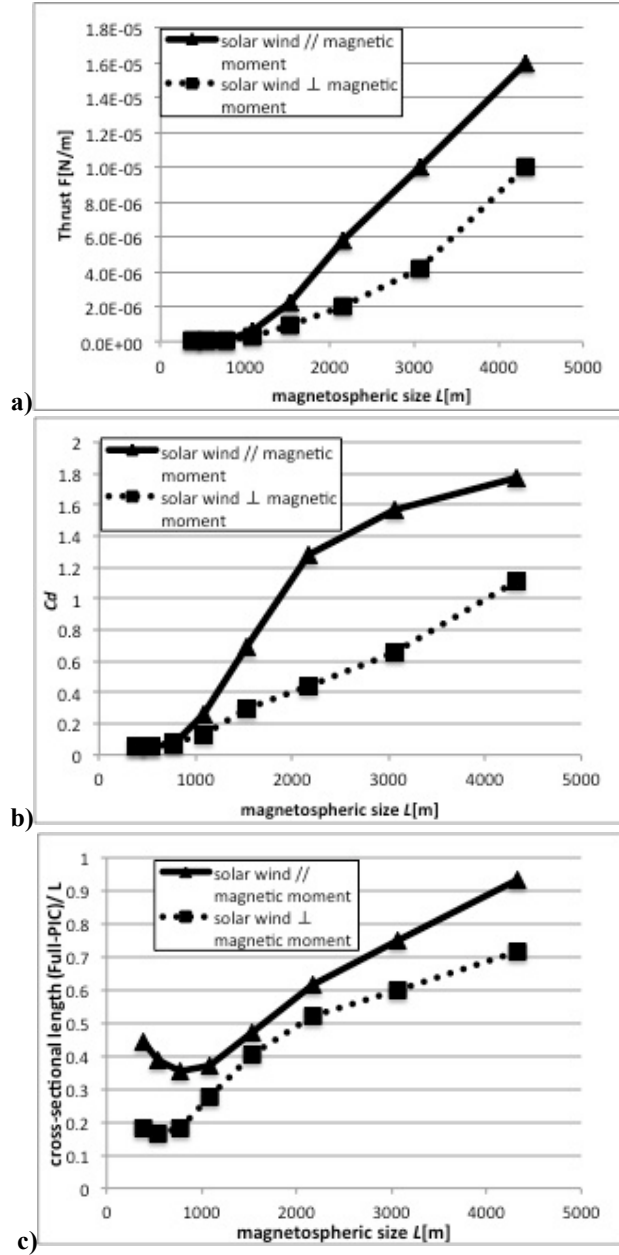 a)
Thrust F[N/m]
1.8E-05
1.6E-05
1.4E-05
1.2E-05
1.0E-05
8.0E-06
6.0E-06
4.0E-06
2.0E-06
0.0E+00
solar wind // magnetic
moment
solar wind ⊥ magnetic
moment
0 1000 2000 3000 4000 5000
magnetospheric size L[m]
b)
Cd
2
1.8
1.6
1.4
1.2
1
0.8
0.6
0.4
0.2
0
solar wind // magnetic
moment
solar wind ⊥ magnetic
moment
0 1000 2000 3000 4000 5000
magnetospheric size L[m]
c)
cross-sectional length (Full-PIC)/ L
1
0.9
0.8
0.7
0.6
0.5
0.4
0.3
0.2
0.1
0
solar wind //
magnetic moment
solar wind ⊥
magnetic moment
0 1000 2000 3000 4000 5000
magnetospheric size L[m]